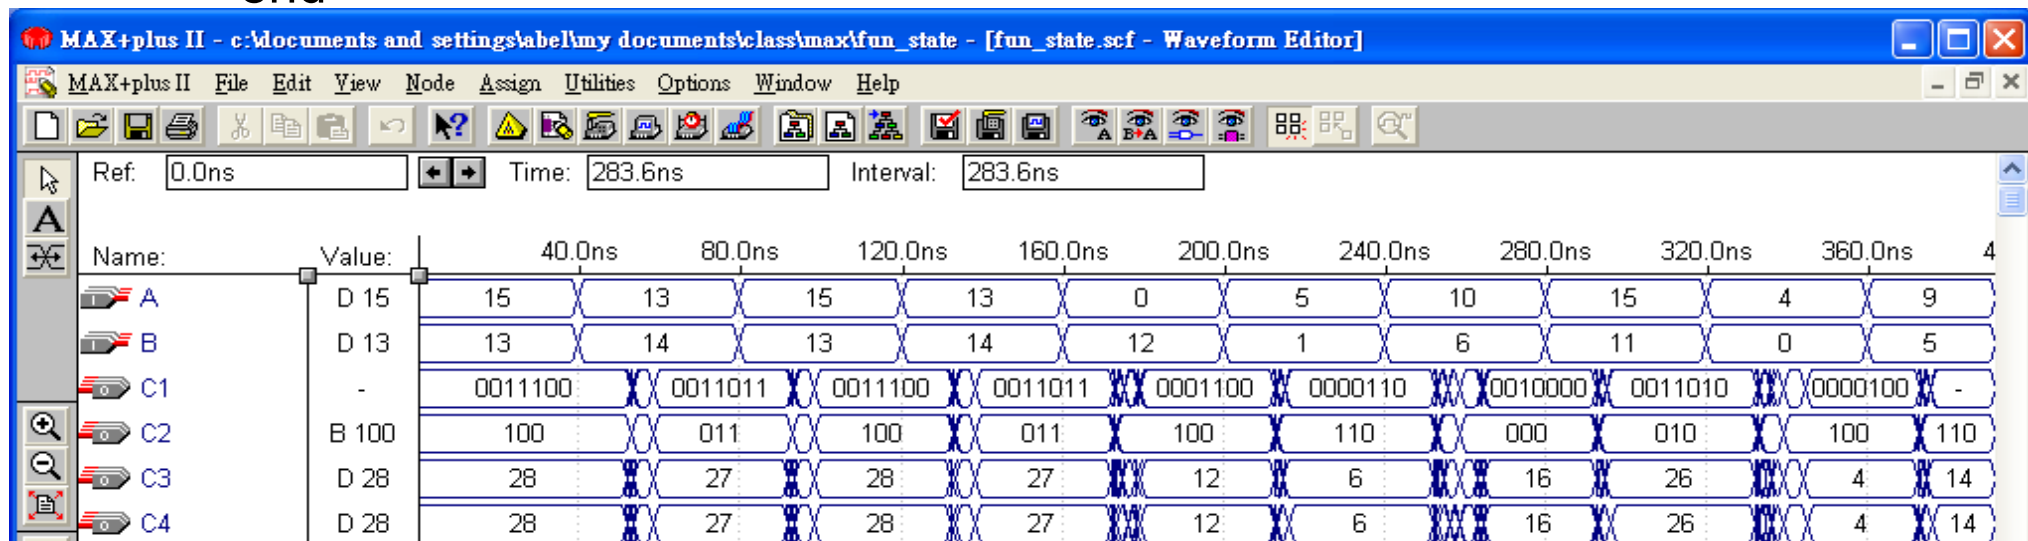 MAX+plus II - c:\documents and settings\abel\my documents\class\max\fun_state - [fun_state.scf - Waveform Editor]
MAX+plus II File Edit View Node Assign Utilities Options Window Help
Ref: 0.0ns Time: 283.6ns Interval: 283.6ns
Name: Value: 40.0ns 80.0ns 120.0ns 160.0ns 200.0ns 240.0ns 280.0ns 320.0ns 360.0ns 4
A D 15 15 13 15 13 0 5 10 15 4 9
B D 13 13 14 13 14 12 1 6 11 0 5
C1 - 0011100 0011011 0011100 0011011 0001100 0000110 0010000 0011010 0000100 -
C2 B 100 100 011 100 011 100 110 000 010 100 110
C3 D 28 28 27 28 27 12 6 16 26 4 14
C4 D 28 28 27 28 27 12 6 16 26 4 14